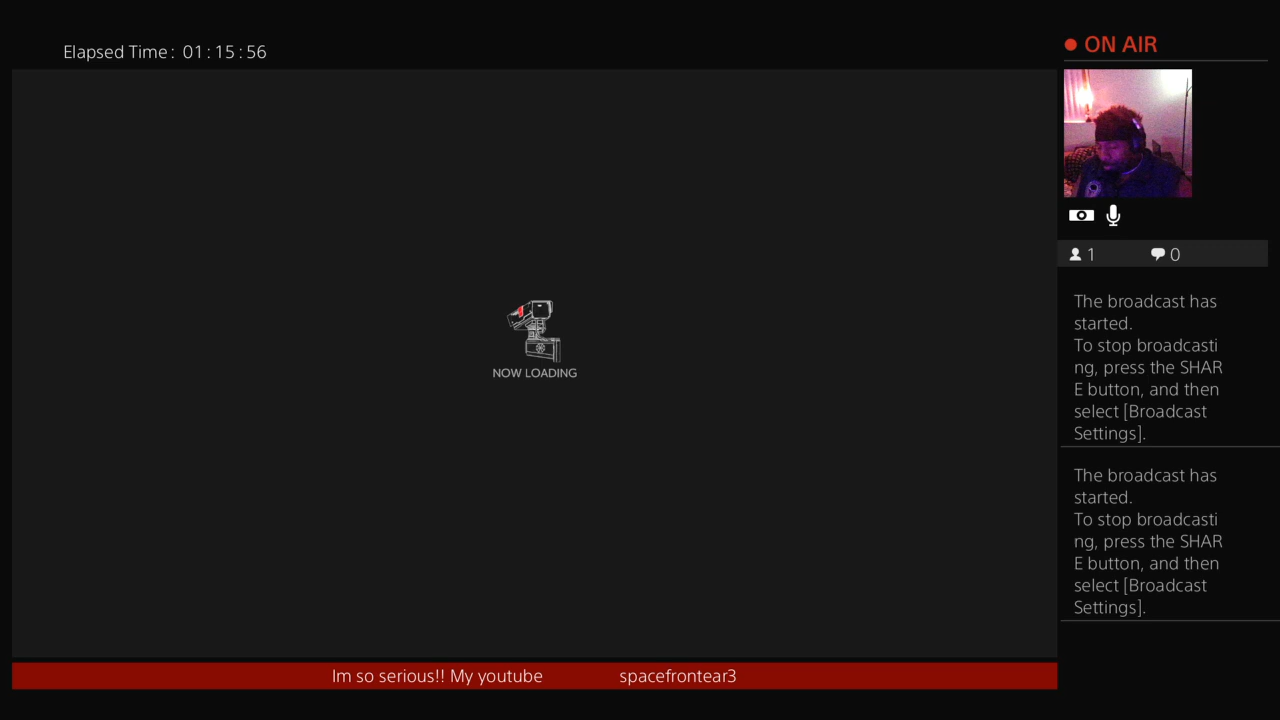 Elapsed Time: 01:15:56
ON AIR
1 0
The broadcast has
started.
To stop broadcasti
ng, press the SHAR
E button, and then
select [Broadcast
Settings].
The broadcast has
started.
To stop broadcasti
ng, press the SHAR
E button, and then
select [Broadcast
Settings].
NOW LOADING
Im so serious!! My youtube spacefrontear3